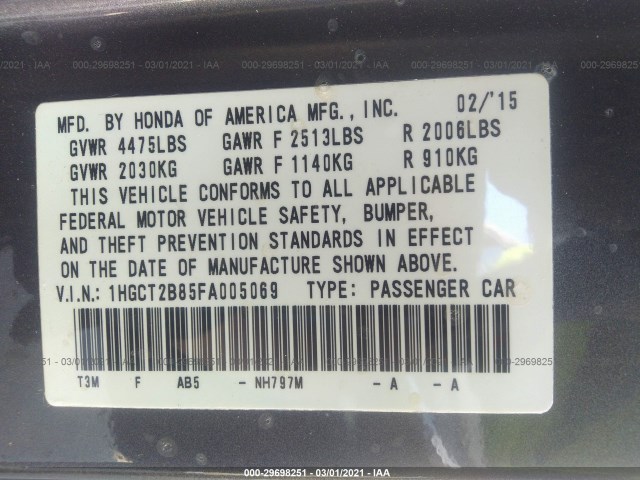 000-29698251 - 03/01/2021 - IAA
MFD. BY HONDA OF AMERICA MFG., INC. 02/'15
GVWR 4475LBS GAWR F 2513LBS R 2006LBS
GVWR 2030KG GAWR F 1140KG R 910KG
THIS VEHICLE CONFORMS TO ALL APPLICABLE
FEDERAL MOTOR VEHICLE SAFETY, BUMPER,
AND THEFT PREVENTION STANDARDS IN EFFECT
ON THE DATE OF MANUFACTURE SHOWN ABOVE.
V.I.N.: 1HGCT2B85FA005069 TYPE: PASSENGER CAR
T3M F AB5 - NH797M - A - A
000-29698251 - 03/01/2021 - IAA